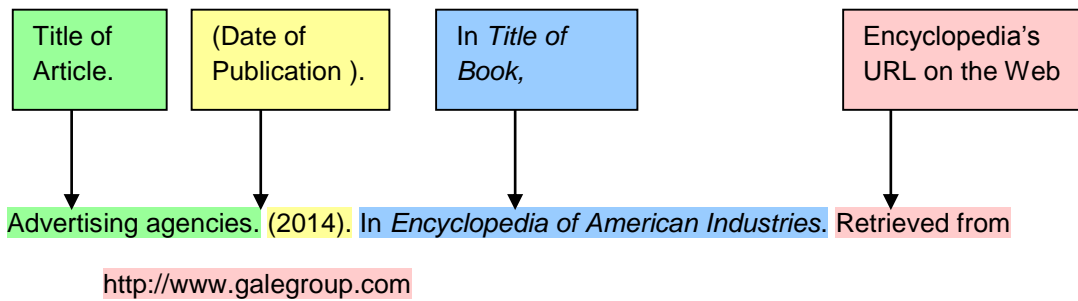 Title of
Article.
(Date of
Publication ).
In Title of
Book,
Encyclopedia’s
URL on the Web
Advertising agencies. (2014). In Encyclopedia of American Industries. Retrieved from
http://www.galegroup.com